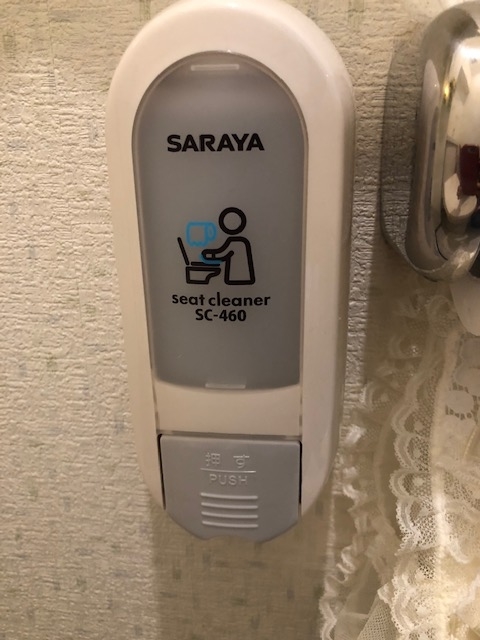 SARAYA
seat cleaner
SC-460
押す
PUSH